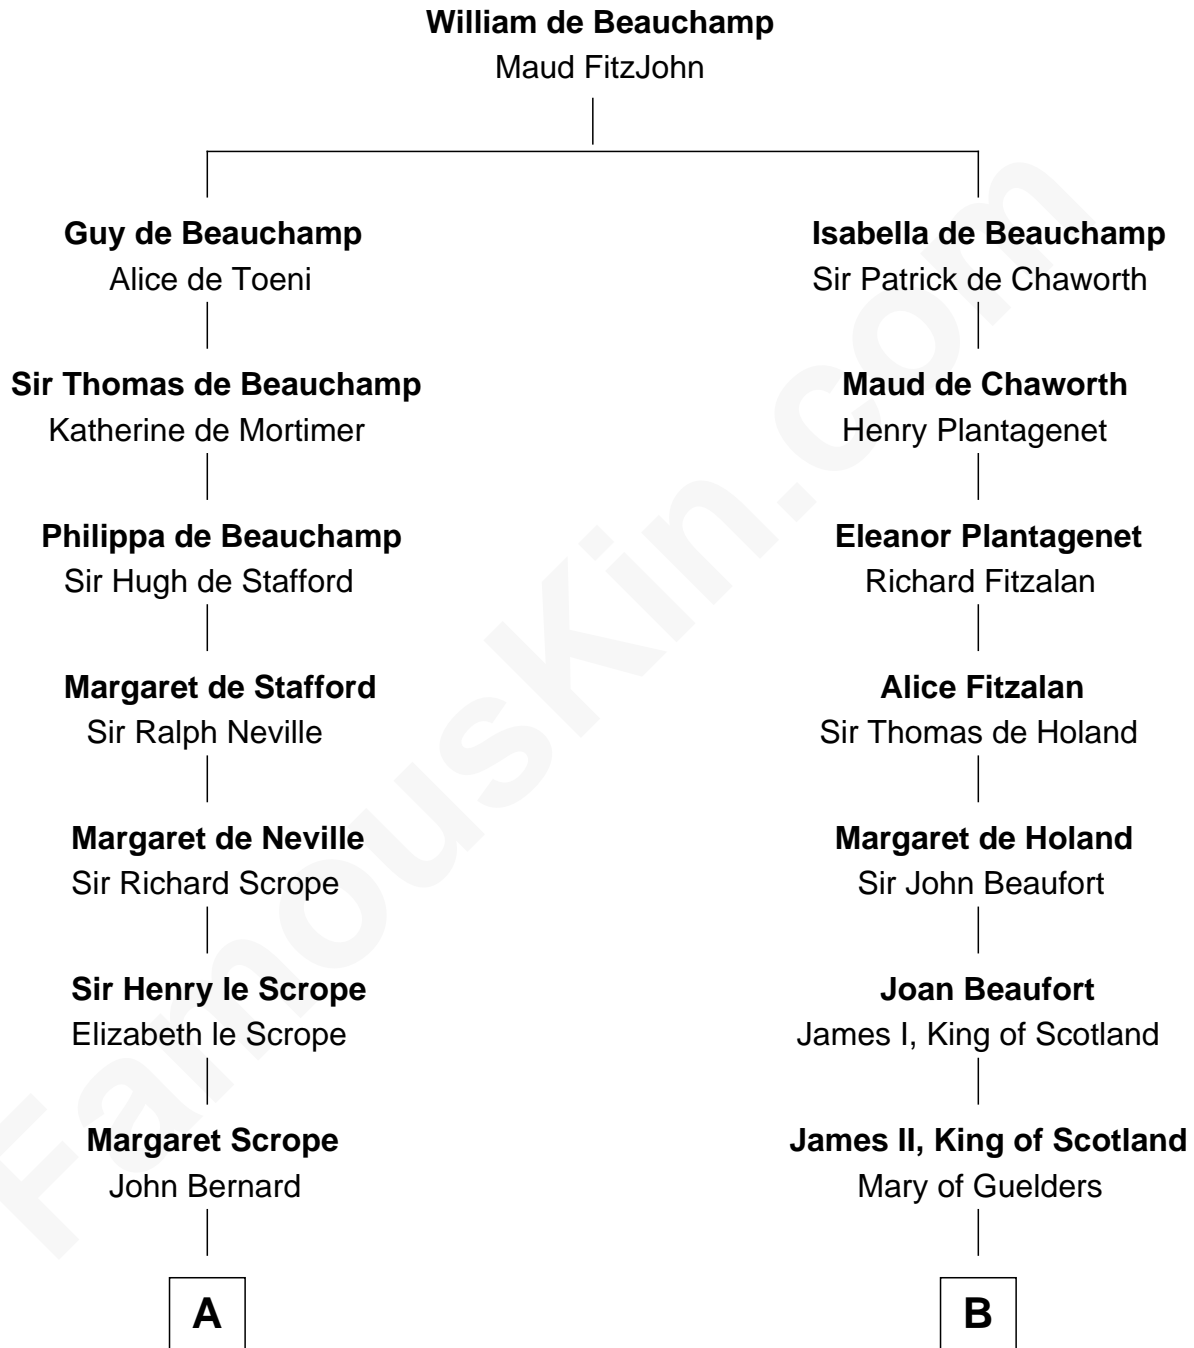 William de Beauchamp
Maud FitzJohn
Guy de Beauchamp
Alice de Toeni
Isabella de Beauchamp
Sir Patrick de Chaworth
Sir Thomas de Beauchamp
Katherine de Mortimer
Maud de Chaworth
Henry Plantagenet
Philippa de Beauchamp
Sir Hugh de Stafford
Eleanor Plantagenet
Richard Fitzalan
Margaret de Stafford
Sir Ralph Neville
Alice Fitzalan
Sir Thomas de Holand
Margaret de Neville
Sir Richard Scrope
Margaret de Holand
Sir John Beaufort
Sir Henry le Scrope
Elizabeth le Scrope
Joan Beaufort
James I, King of Scotland
Margaret Scrope
John Bernard
James II, King of Scotland
Mary of Guelders
A
B
FamousKin.com